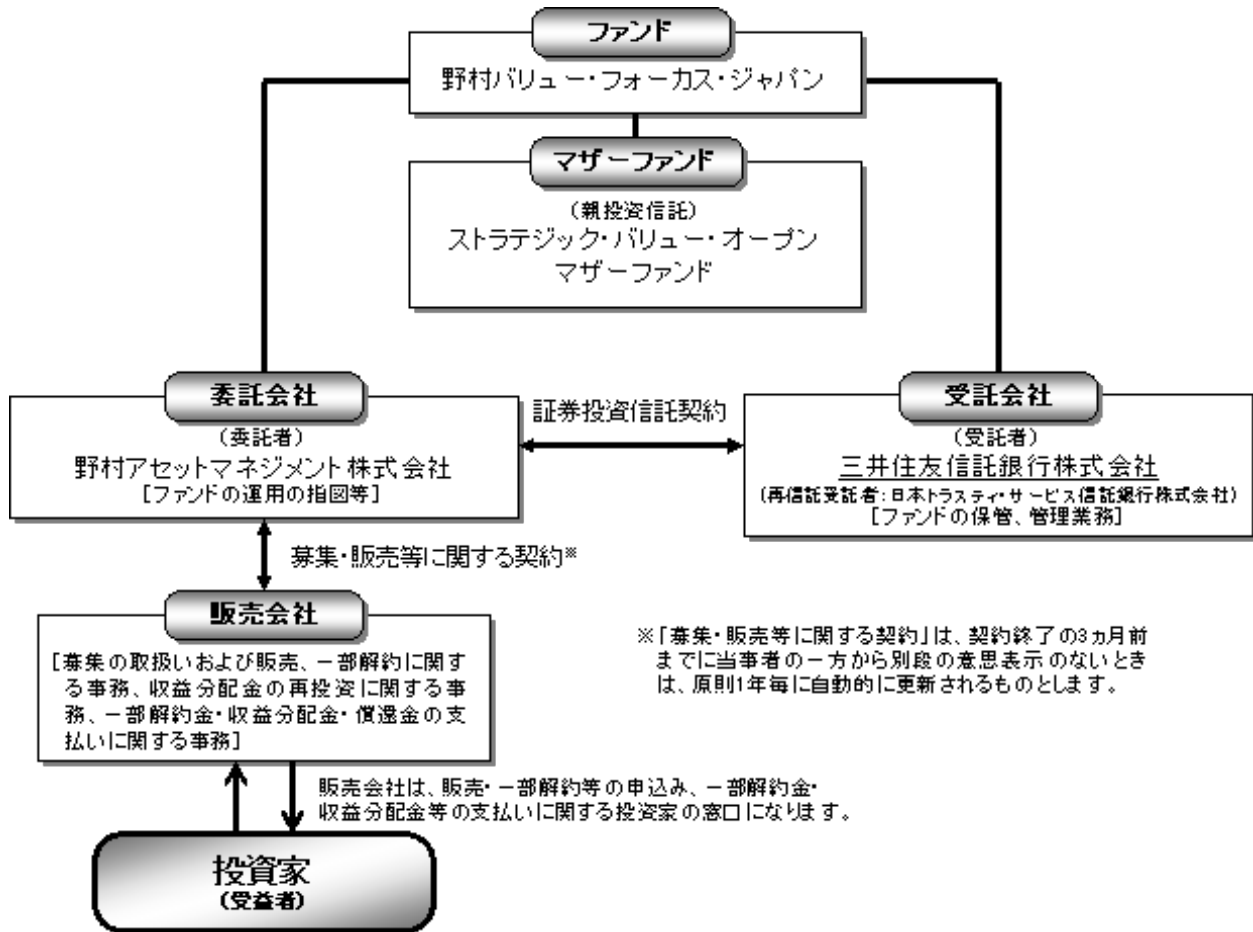 ファンド
野村バリュー・フォーカス・ジャパン
マザーファンド
（親投資信託）
ストラテジック・バリュー・オープン
マザーファンド
委託会社
（委託者）
野村アセットマネジメント株式会社
［ファンドの運用の指図等］
証券投資信託契約
受託会社
（受託者）
三井住友信託銀行株式会社
（再信託受託者：日本トラスティ・サービス信託銀行株式会社）
［ファンドの保管、管理業務］
募集・販売等に関する契約※
販売会社
［募集の取扱いおよび販売、一部解約に関す
る事務、収益分配金の再投資に関する事
務、一部解約金・収益分配金・償還金の支
払いに関する事務］
※「募集・販売等に関する契約」は、契約終了の3ヵ月前
までに当事者の一方から別段の意思表示のないとき
は、原則1年毎に自動的に更新されるものとします。
販売会社は、販売・一部解約等の申込み、一部解約金・
収益分配金等の支払いに関する投資家の窓口になります。
投資家
（受益者）